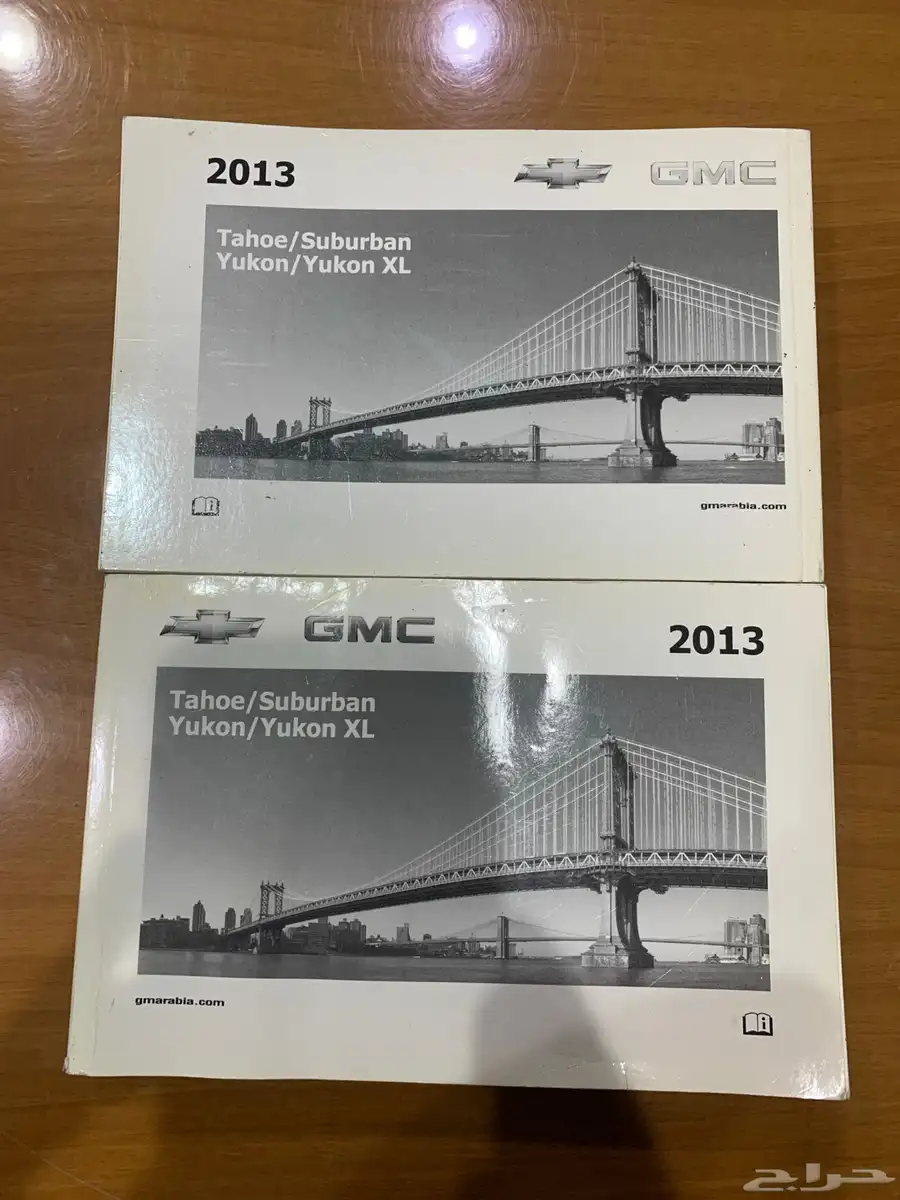 2013
GMC
Tahoe/Suburban
Yukon/Yukon XL
gmarabia.com
GMC
2013
Tahoe/Suburban
Yukon/Yukon XL
gmarabia.com
حراج